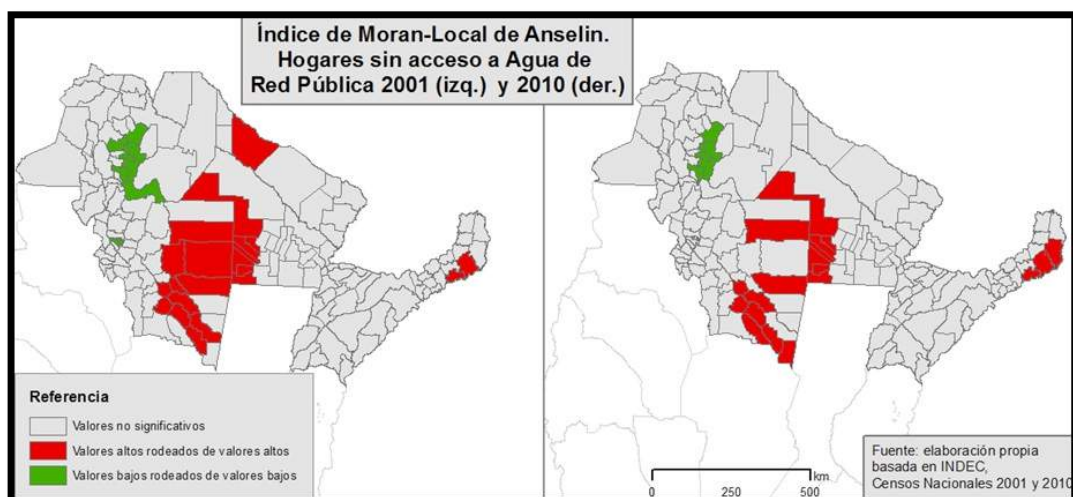 Índice de Moran-Local de Anselin.
Hogares sin acceso a Agua de
Red Pública 2001 (izq.) y 2010 (der.)
Referencia
Valores no significativos
Valores altos rodeados de valores altos
Valores bajos rodeados de valores bajos
km
0 250 500
Fuente: elaboración propia
basada en INDEC,
Censos Nacionales 2001 y 2010